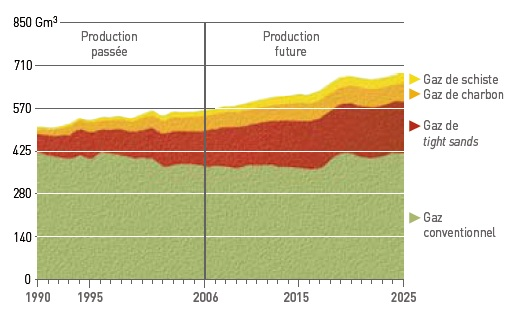 850 Gm³
Production
passée
Production
future
710
570
425
280
140
0
Gaz de schiste
Gaz de charbon
Gaz de
tight sands
Gaz
conventionnel
1990
1995
2006
2015
2025